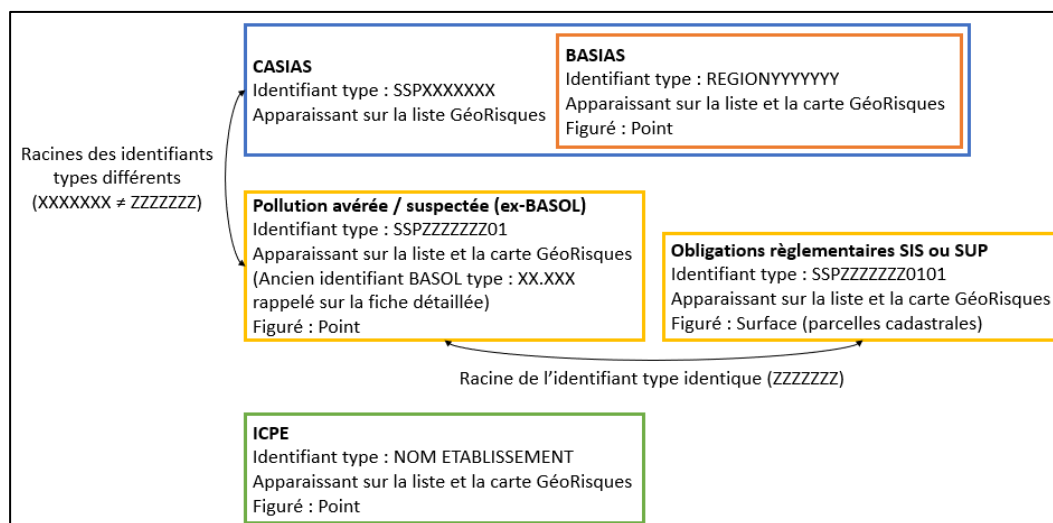 CASIAS
Identifiant type : SSPXXXXXXX
Apparaissant sur la liste GéoRisques
BASIAS
Identifiant type : REGIONYYYYYYY
Apparaissant sur la liste et la carte GéoRisques
Figuré : Point
Racines des identifiants
types différents
(XXXXXXX ≠ ZZZZZZZ)
Pollution avérée / suspectée (ex-BASOL)
Identifiant type : SSPZZZZZZZ01
Apparaissant sur la liste et la carte GéoRisques
(Ancien identifiant BASOL type : XX.XXX
rappelé sur la fiche détaillée)
Figuré : Point
Obligations règlementaires SIS ou SUP
Identifiant type : SSPZZZZZZZ0101
Apparaissant sur la liste et la carte GéoRisques
Figuré : Surface (parcelles cadastrales)
Racine de l’identifiant type identique (ZZZZZZZ)
ICPE
Identifiant type : NOM ETABLISSEMENT
Apparaissant sur la liste et la carte GéoRisques
Figuré : Point